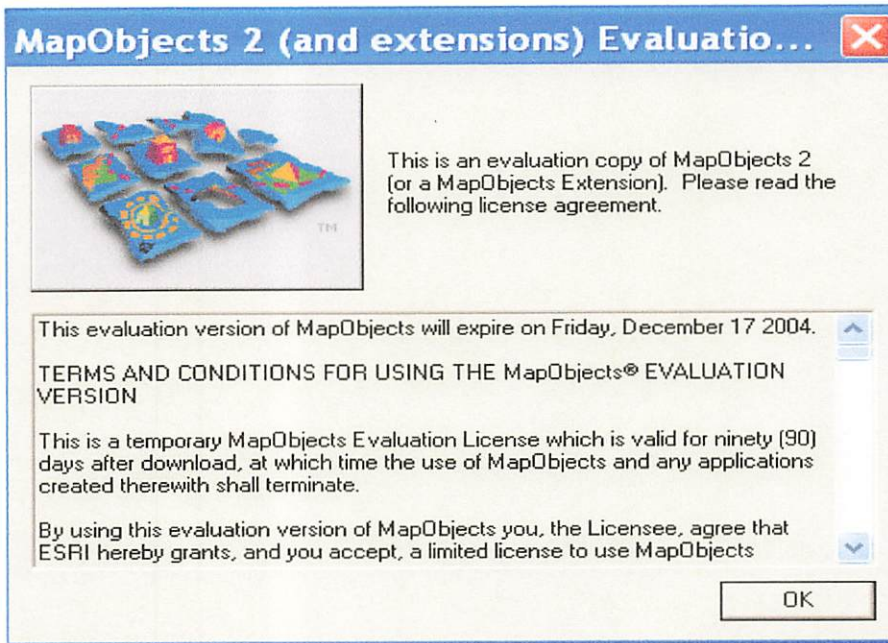 MapObjects 2 (and extensions) Evaluatio...
This is an evaluation copy of MapObjects 2
(or a MapObjects Extension). Please read the
following license agreement.
TM
This evaluation version of MapObjects will expire on Friday, December 17 2004.
TERMS AND CONDITIONS FOR USING THE MapObjects® EVALUATION
VERSION
This is a temporary MapObjects Evaluation License which is valid for ninety (90)
days after download, at which time the use of MapObjects and any applications
created therewith shall terminate.
By using this evaluation version of MapObjects you, the Licensee, agree that
ESRI hereby grants, and you accept, a limited license to use MapObjects
OK